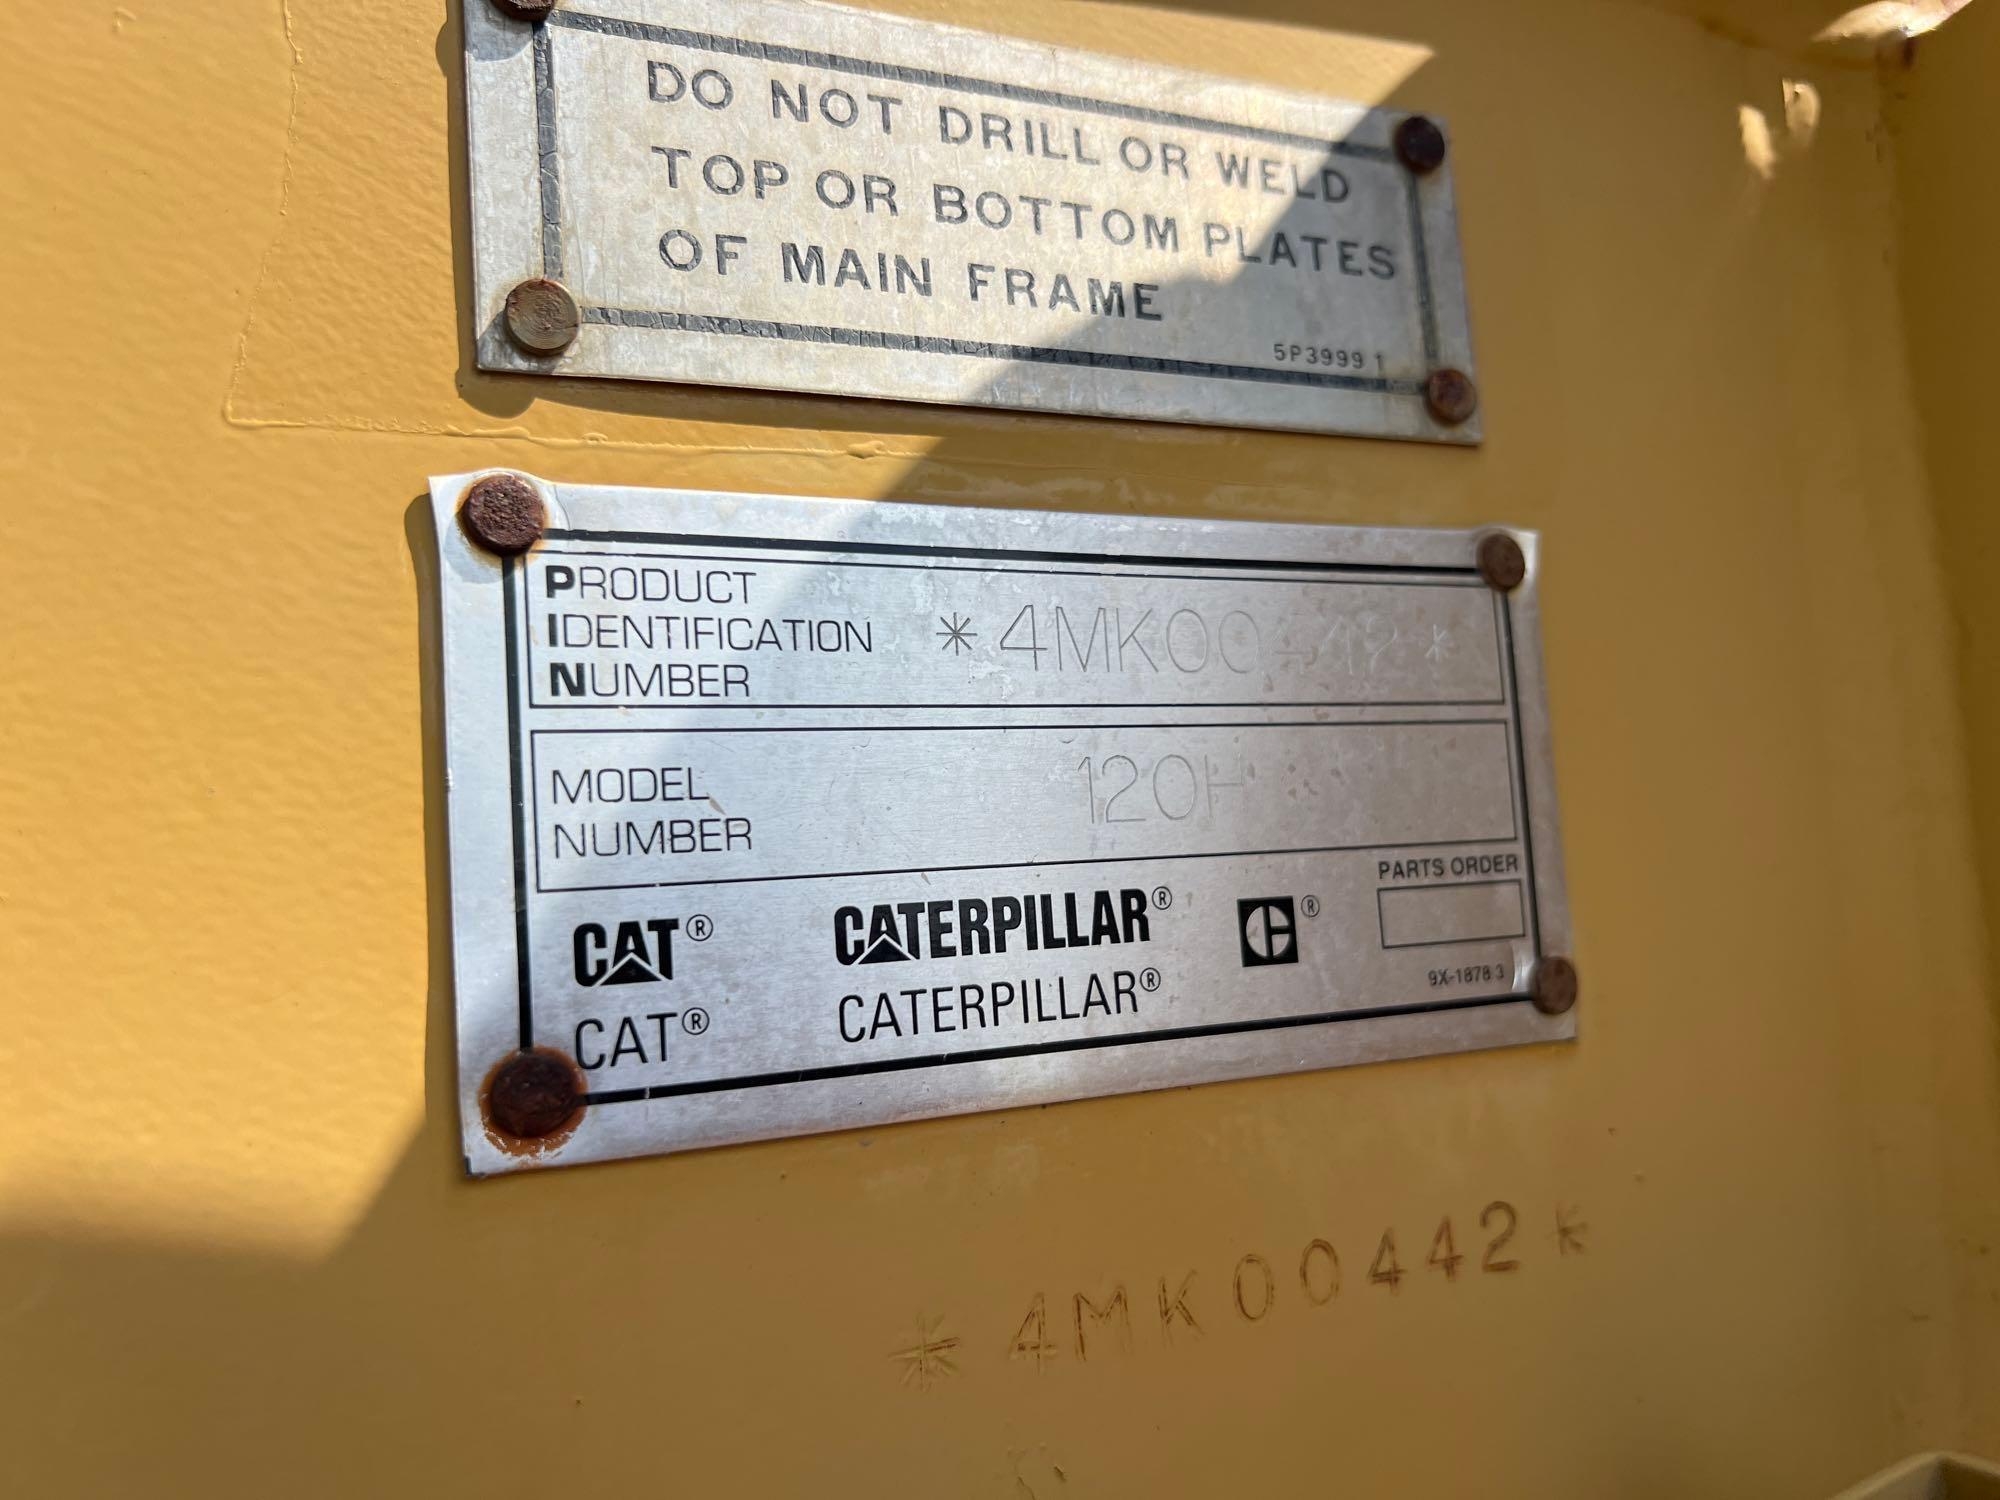 DO NOT DRILL OR WELD
TOP OR BOTTOM PLATES
OF MAIN FRAME
5P3999 1
PRODUCT
IDENTIFICATION
NUMBER
*4MK00442*
MODEL
NUMBER
120H
PARTS ORDER
CAT®
CATERPILLAR®
®
9X-1878 3
CAT®
CATERPILLAR®
*4MK00442*